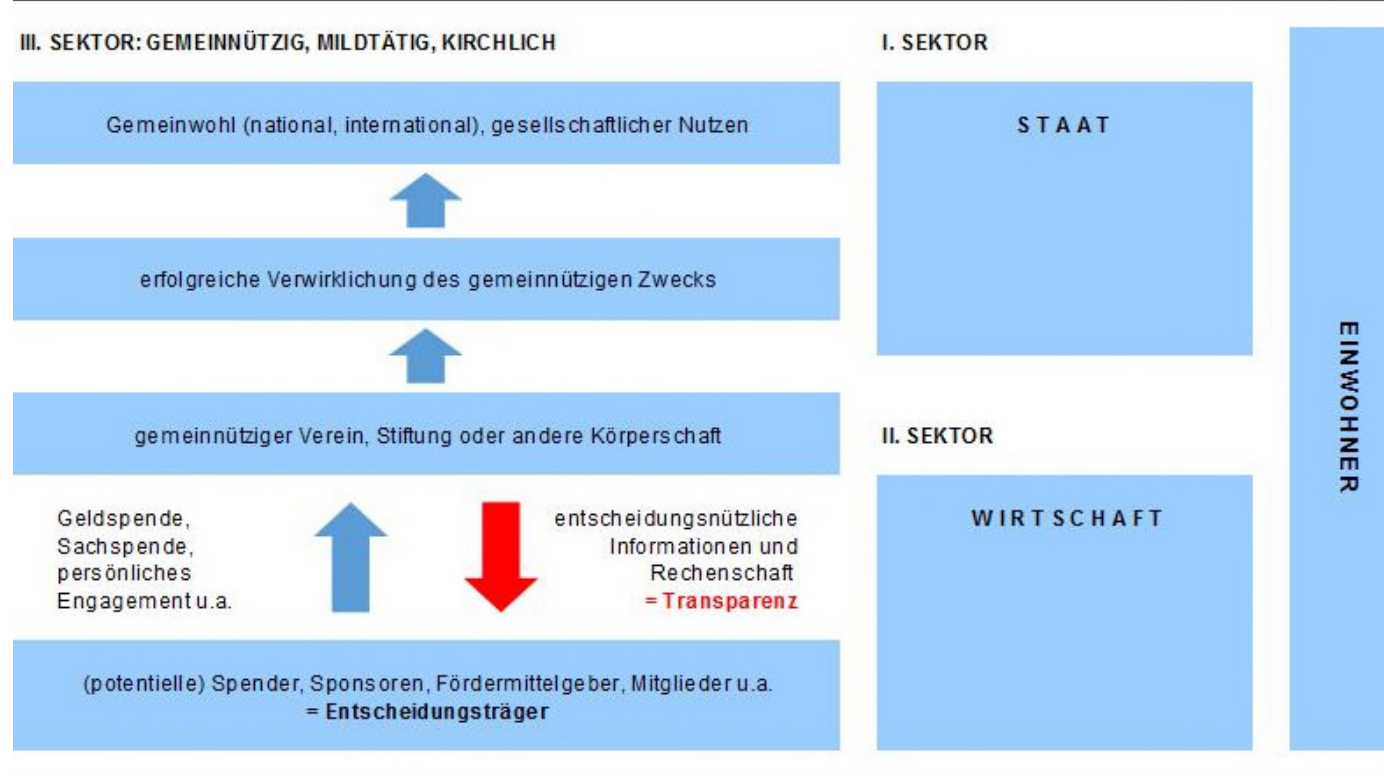 III. SEKTOR: GEMEINNÜTZIG, MILDTÄTIG, KIRCHLICH
Gemeinwohl (national, international), gesellschaftlicher Nutzen
erfolgreiche Verwirklichung des gemeinnützigen Zwecks
gemeinnütziger Verein, Stiftung oder andere Körperschaft
Geldspende,
Sachspende,
persönliches
Engagement u.a.
entscheidungsnützliche
Informationen und
Rechenschaft
= Transparenz
(potentielle) Spender, Sponsoren, Fördermittelgeber, Mitglieder u.a.
= Entscheidungsträger
I. SEKTOR
STAAT
II. SEKTOR
WIRTSCHAFT
EINWOHNER